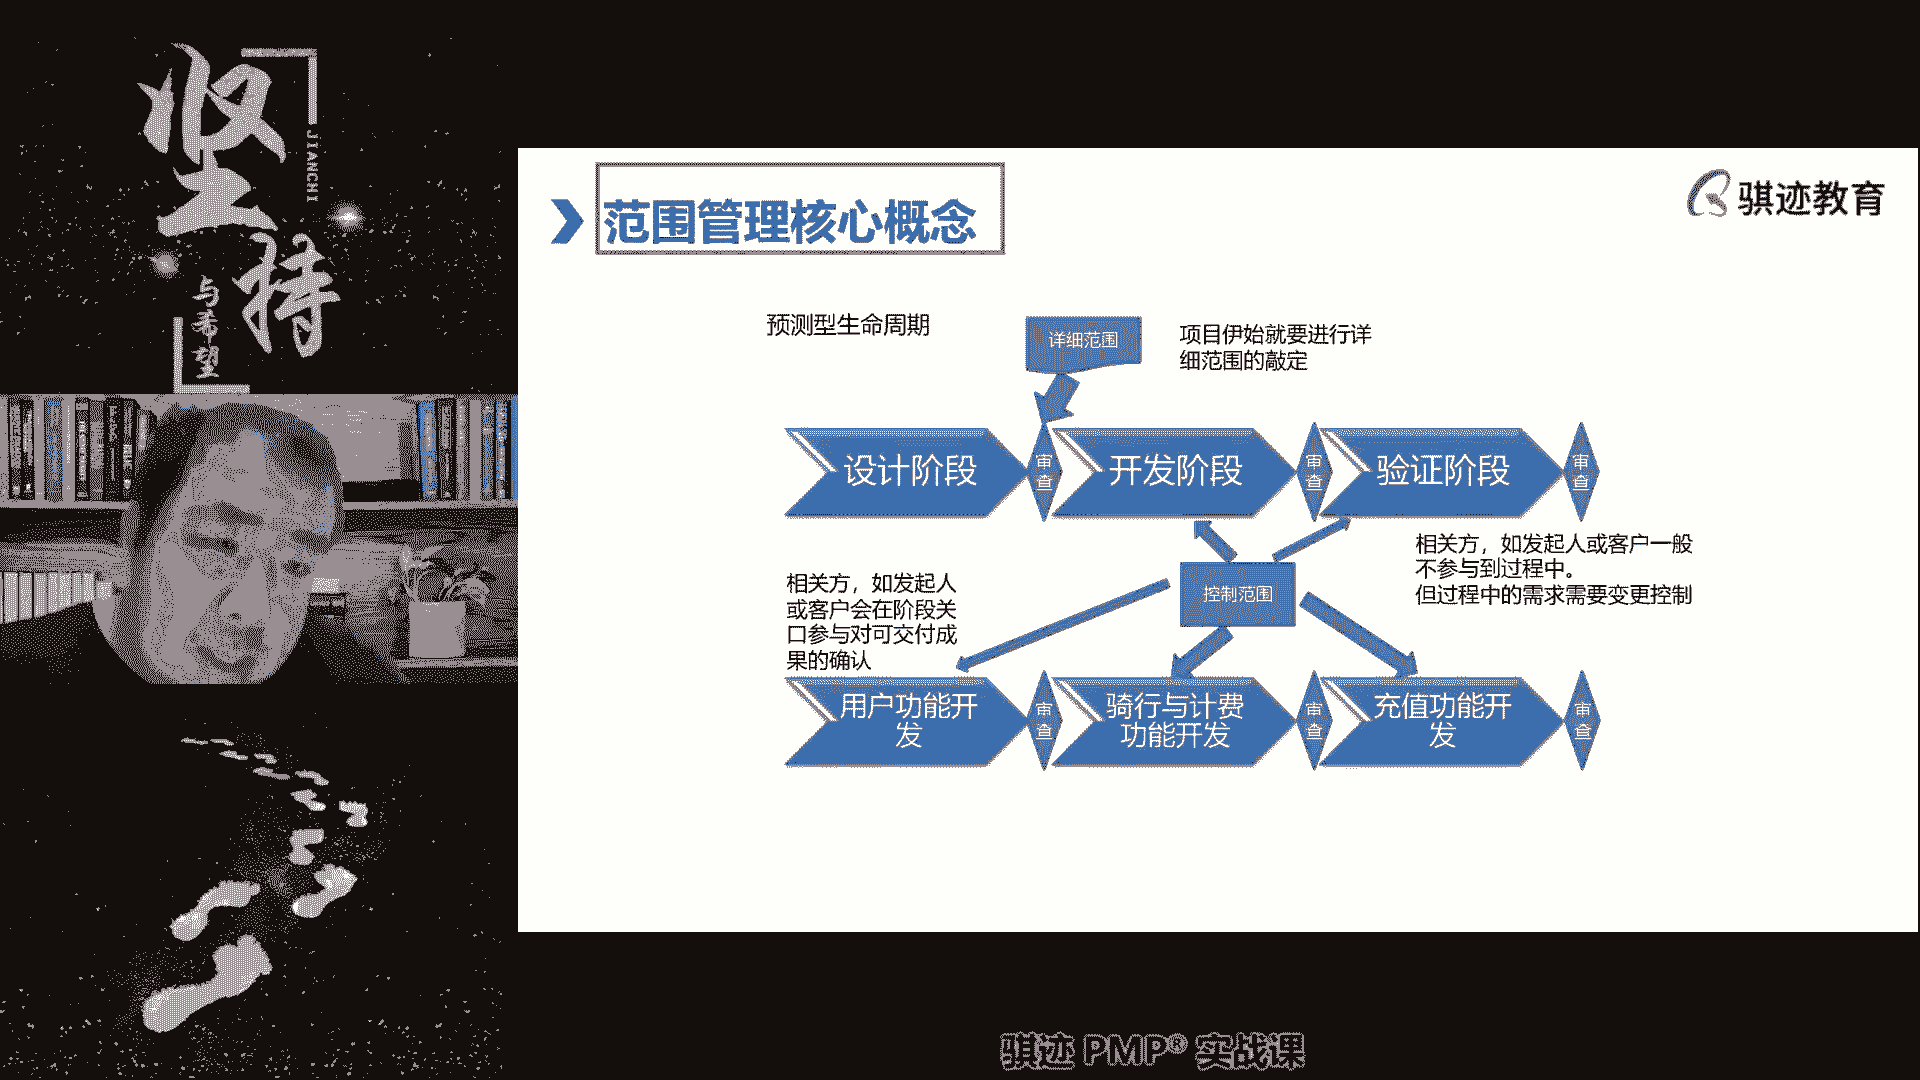 坚
JIANCHI
持
与希望
范围管理核心概念
骐迹教育
预测型生命周期
详细范围
项目伊始就要进行详
细范围的敲定
设计阶段
审查
开发阶段
审查
验证阶段
审查
相关方，如发起人
或客户会在阶段关
口参与对可交付成
果的确认
控制范围
相关方，如发起人或客户一般
不参与到过程中。
但过程中的需求需要变更控制
用户功能开
发
审查
骑行与计费
功能开发
审查
充值功能开
发
审查
骐迹 PMP® 实战课